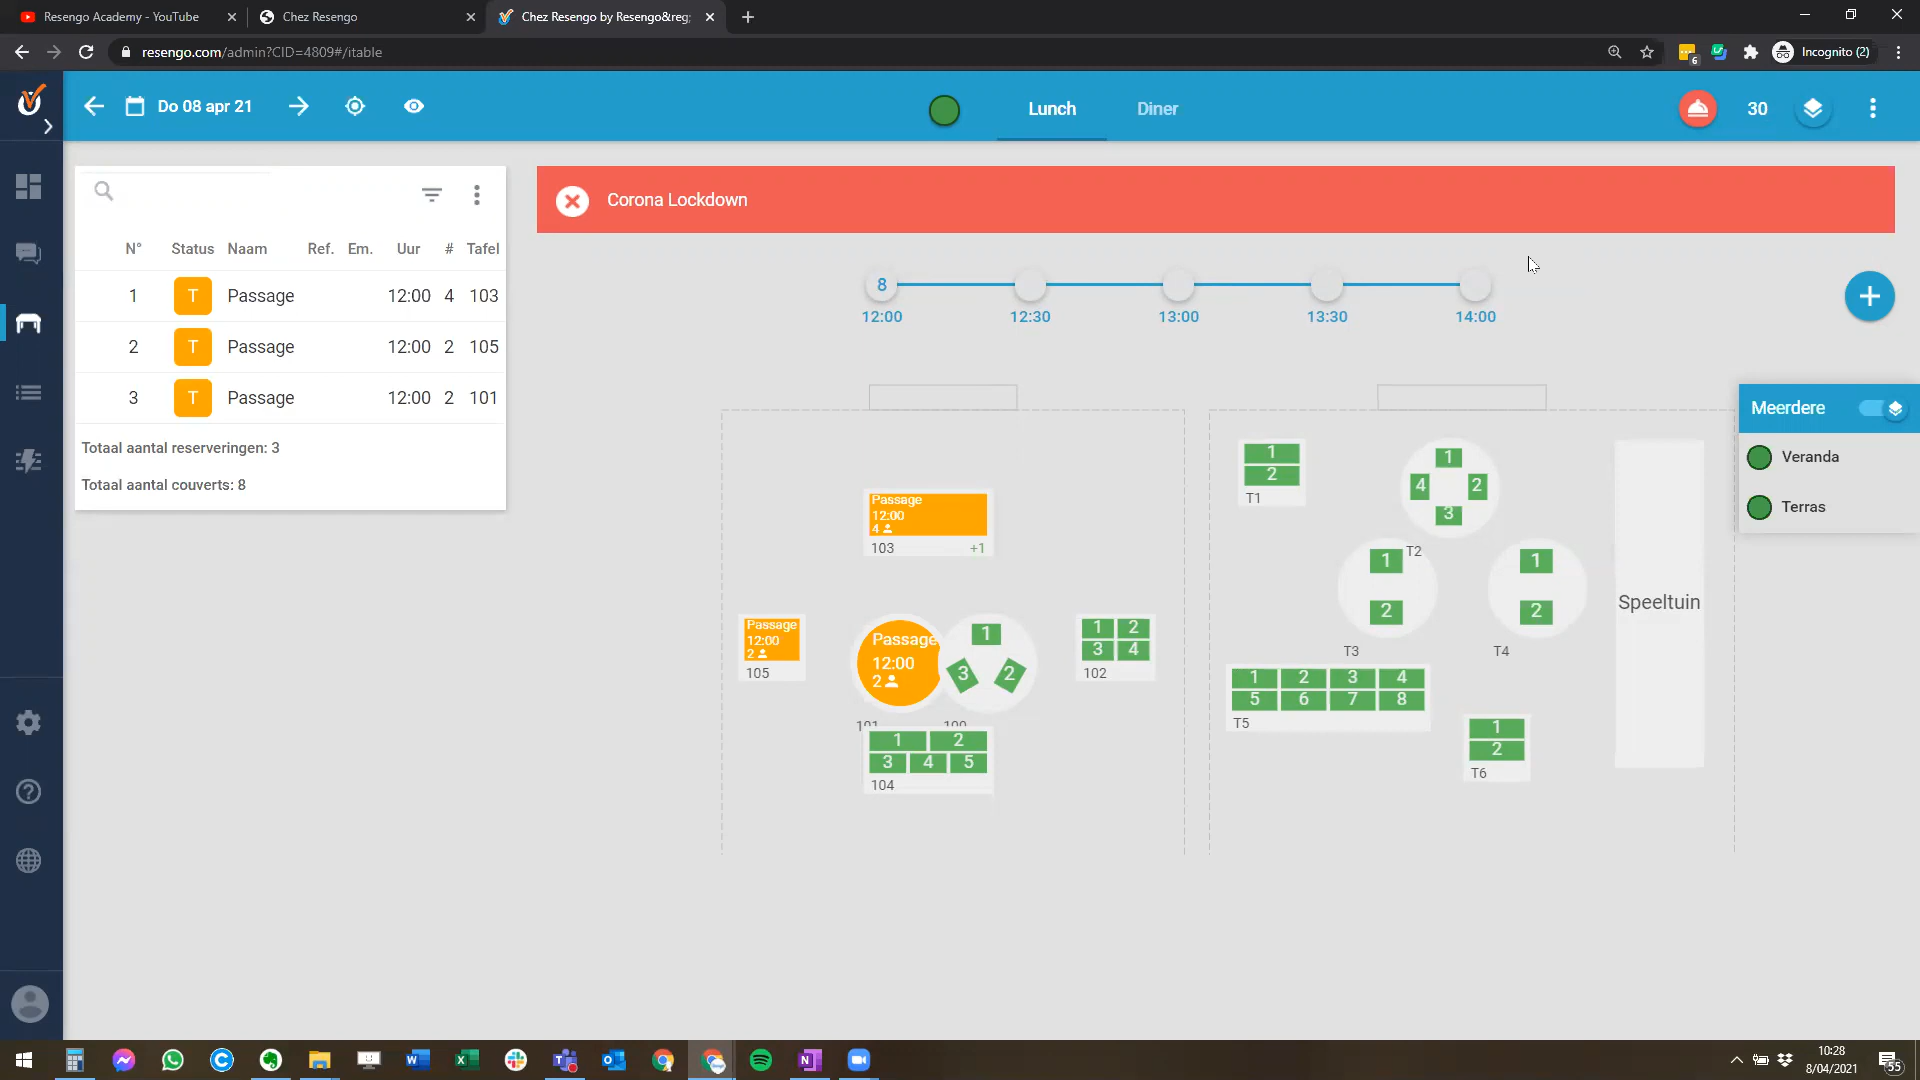 Resengo Academy - YouTube
Chez Resengo
Chez Resengo by Resengo&reg;
resengo.com/admin?CID=4809#/itable
6
Incognito (2)
Do 08 apr 21
Lunch
Diner
30
Corona Lockdown
N° Status Naam Ref. Em. Uur # Tafel
1 T Passage 12:00 4 103
2 T Passage 12:00 2 105
3 T Passage 12:00 2 101
Totaal aantal reserveringen: 3
Totaal aantal couverts: 8
8
12:00 12:30 13:00 13:30 14:00
Meerdere
Veranda
Terras
Passage
12:00
4
103 +1
Passage
12:00
2
105
Passage
12:00
2
101
1
3 2
100
1 2
3 4
102
1 2
3 4 5
104
1
2
T1
1
4 2
3
T2
1
2
T3
1
2
T4
1 2 3 4
5 6 7 8
T5
1
2
T6
Speeltuin
10:28
8/04/2021
55